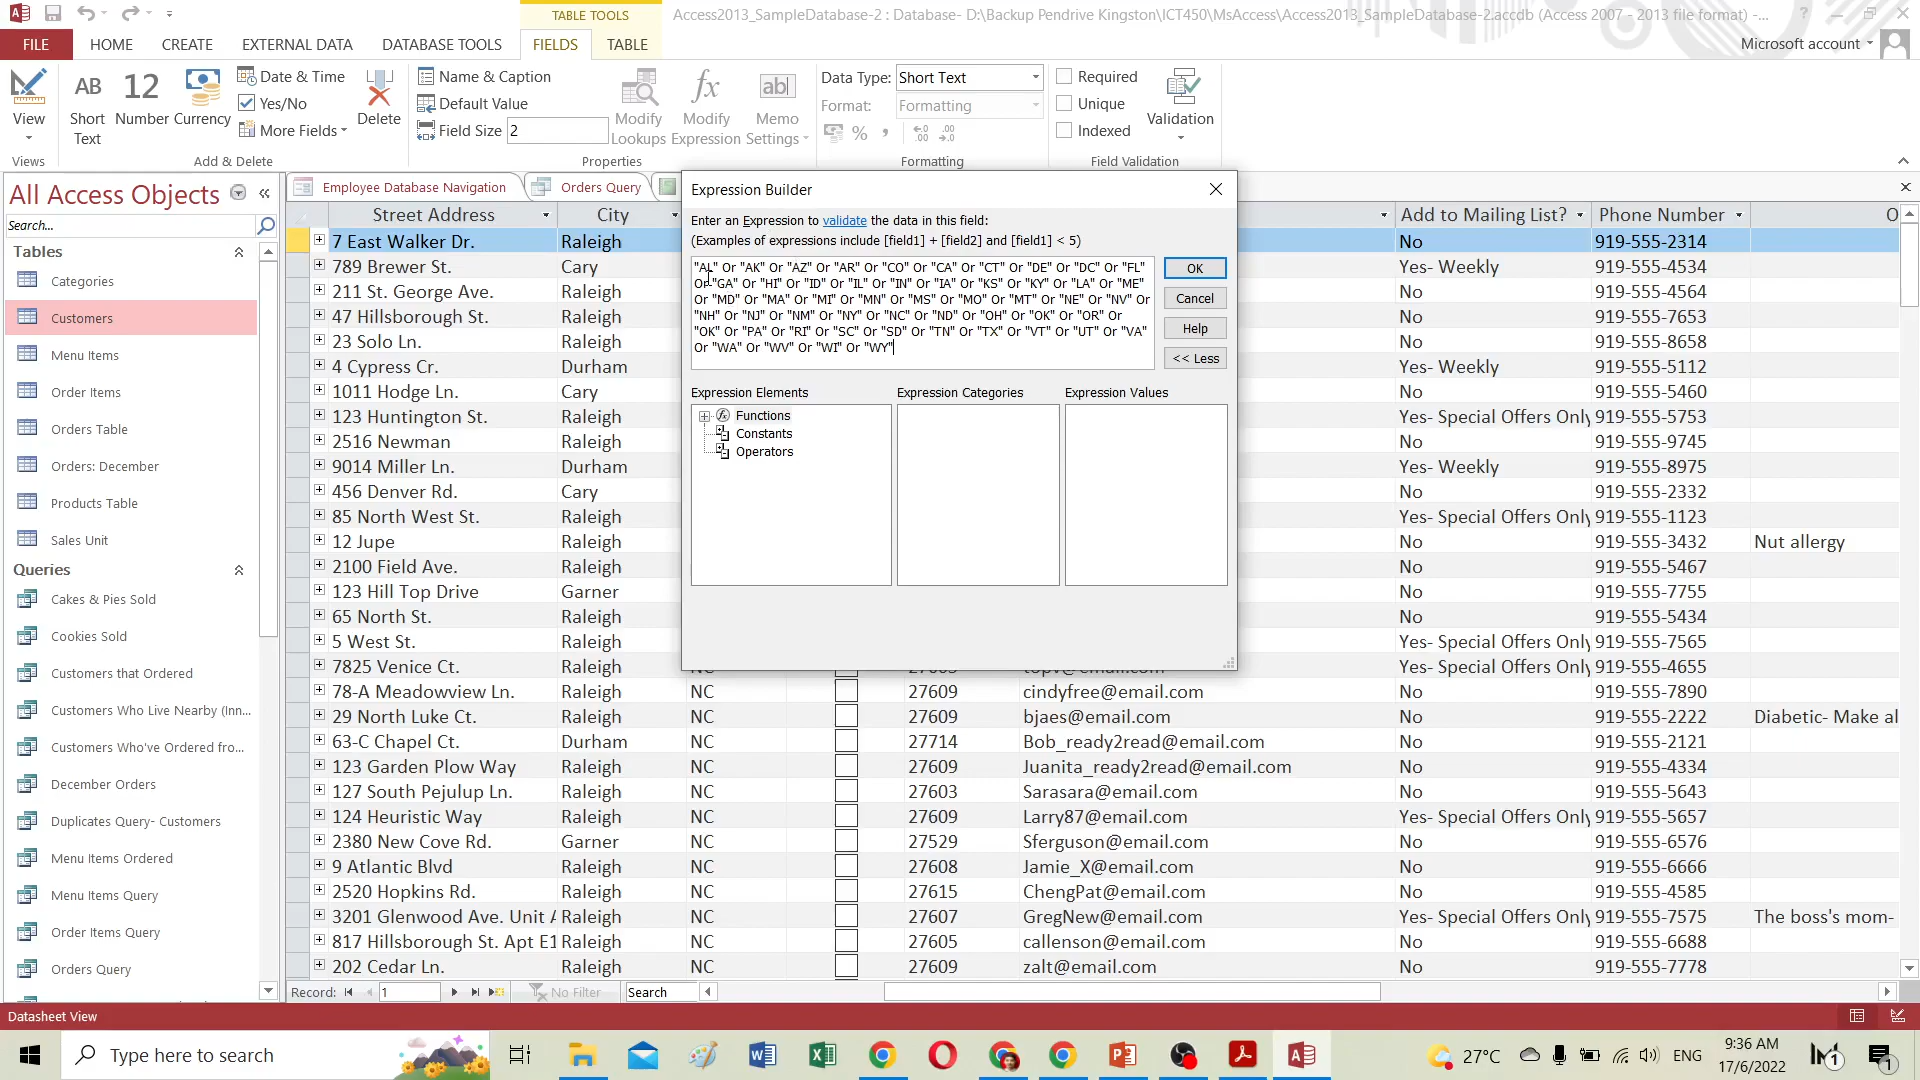 TABLE TOOLS
Access2013_SampleDatabase-2 : Database- D:\Backup Pendrive Kingston\ICT450\MsAccess\Access2013_SampleDatabase-2.accdb (Access 2007 - 2013 file format) -...
FILE HOME CREATE EXTERNAL DATA DATABASE TOOLS FIELDS TABLE Microsoft account
View
Views
AB Short Text
12 Number
Currency
Date & Time
Yes/No
More Fields
Delete
Add & Delete
Name & Caption
Default Value
Field Size 2
Modify Lookups
fx Modify Expression
ab| Memo Settings
Properties
Data Type: Short Text
Format: Formatting
% ,
Formatting
Required
Unique
Indexed
Validation
Field Validation
All Access Objects
Search...
Tables
Categories
Customers
Menu Items
Order Items
Orders Table
Orders: December
Products Table
Sales Unit
Queries
Cakes & Pies Sold
Cookies Sold
Customers that Ordered
Customers Who Live Nearby (Inn...
Customers Who've Ordered fro...
December Orders
Duplicates Query- Customers
Menu Items Ordered
Menu Items Query
Order Items Query
Orders Query
Employee Database Navigation Orders Query
Street Address City Add to Mailing List? Phone Number O
7 East Walker Dr. Raleigh No 919-555-2314
789 Brewer St. Cary Yes- Weekly 919-555-4534
211 St. George Ave. Raleigh No 919-555-4564
47 Hillsborough St. Raleigh No 919-555-7653
23 Solo Ln. Raleigh No 919-555-8658
4 Cypress Cr. Durham Yes- Weekly 919-555-5112
1011 Hodge Ln. Cary No 919-555-5460
123 Huntington St. Raleigh Yes- Special Offers Only 919-555-5753
2516 Newman Raleigh No 919-555-9745
9014 Miller Ln. Durham Yes- Weekly 919-555-8975
456 Denver Rd. Cary No 919-555-2332
85 North West St. Raleigh Yes- Special Offers Only 919-555-1123
12 Jupe Raleigh No 919-555-3432 Nut allergy
2100 Field Ave. Raleigh No 919-555-5467
123 Hill Top Drive Garner No 919-555-7755
65 North St. Raleigh No 919-555-5434
5 West St. Raleigh Yes- Special Offers Only 919-555-7565
7825 Venice Ct. Raleigh NC 27603 topv@email.com Yes- Special Offers Only 919-555-4655
78-A Meadowview Ln. Raleigh NC 27609 cindyfree@email.com No 919-555-7890
29 North Luke Ct. Raleigh NC 27609 bjaes@email.com No 919-555-2222 Diabetic- Make al
63-C Chapel Ct. Durham NC 27714 Bob_ready2read@email.com No 919-555-2121
123 Garden Plow Way Raleigh NC 27609 Juanita_ready2read@email.com No 919-555-4334
127 South Pejulup Ln. Raleigh NC 27603 Sarasara@email.com No 919-555-5643
124 Heuristic Way Raleigh NC 27609 Larry87@email.com Yes- Special Offers Only 919-555-5657
2380 New Cove Rd. Garner NC 27529 Sferguson@email.com No 919-555-6576
9 Atlantic Blvd Raleigh NC 27608 Jamie_X@email.com No 919-555-6666
2520 Hopkins Rd. Raleigh NC 27615 ChengPat@email.com No 919-555-4585
3201 Glenwood Ave. Unit A Raleigh NC 27607 GregNew@email.com Yes- Special Offers Only 919-555-7575 The boss's mom-
817 Hillsborough St. Apt E1 Raleigh NC 27605 callenson@email.com No 919-555-6688
202 Cedar Ln. Raleigh NC 27609 zalt@email.com No 919-555-7778
Expression Builder
Enter an Expression to validate the data in this field:
(Examples of expressions include [field1] + [field2] and [field1] < 5)
"AL" Or "AK" Or "AZ" Or "AR" Or "CO" Or "CA" Or "CT" Or "DE" Or "DC" Or "FL"
Or "GA" Or "HI" Or "ID" Or "IL" Or "IN" Or "IA" Or "KS" Or "KY" Or "LA" Or "ME"
Or "MD" Or "MA" Or "MI" Or "MN" Or "MS" Or "MO" Or "MT" Or "NE" Or "NV" Or
"NH" Or "NJ" Or "NM" Or "NY" Or "NC" Or "ND" Or "OH" Or "OK" Or "OR" Or
"OK" Or "PA" Or "RI" Or "SC" Or "SD" Or "TN" Or "TX" Or "VT" Or "UT" Or "VA"
Or "WA" Or "WV" Or "WI" Or "WY"
OK
Cancel
Help
<< Less
Expression Elements Expression Categories Expression Values
Functions
Constants
Operators
Record: 1 No Filter Search
Datasheet View
Type here to search
27°C ENG 9:36 AM
17/6/2022
1 1